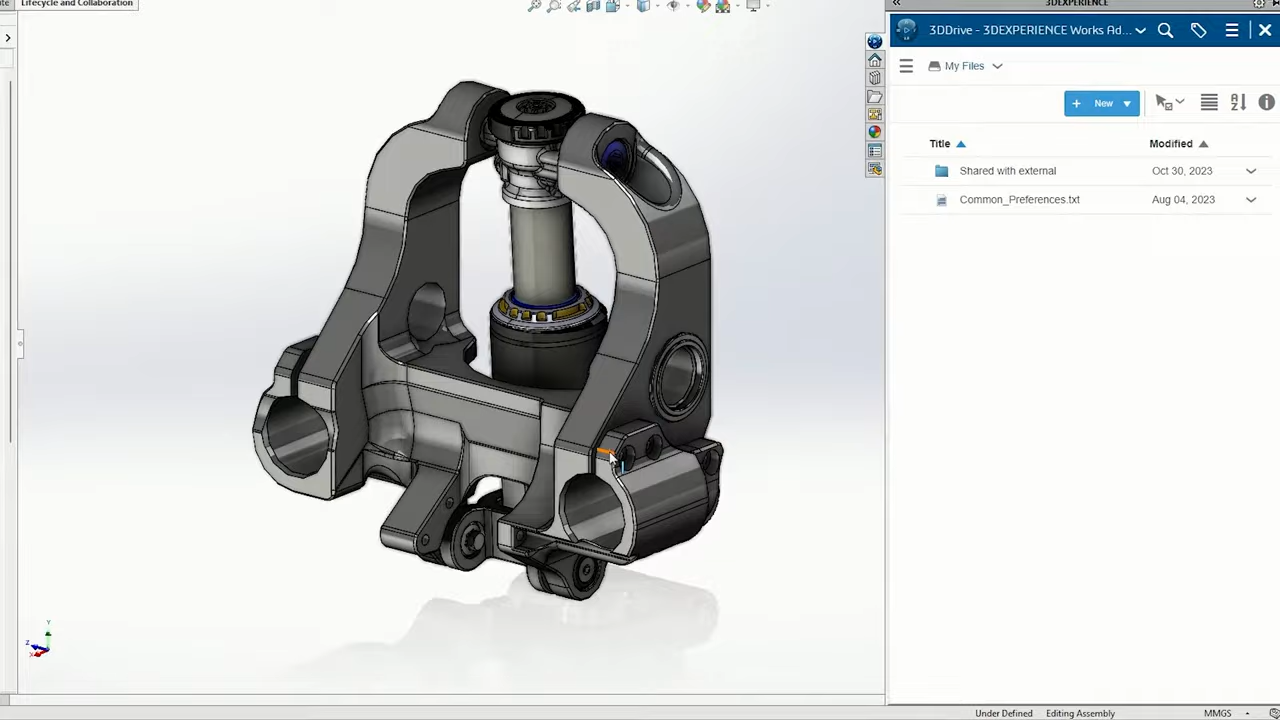 Lifecycle and Collaboration
3DEXPERIENCE
3DDrive - 3DEXPERIENCE Works Ad...
My Files
+ New
Title
Modified
Shared with external
Oct 30, 2023
Common_Preferences.txt
Aug 04, 2023
Y
Z
X
Under Defined
Editing Assembly
MMGS